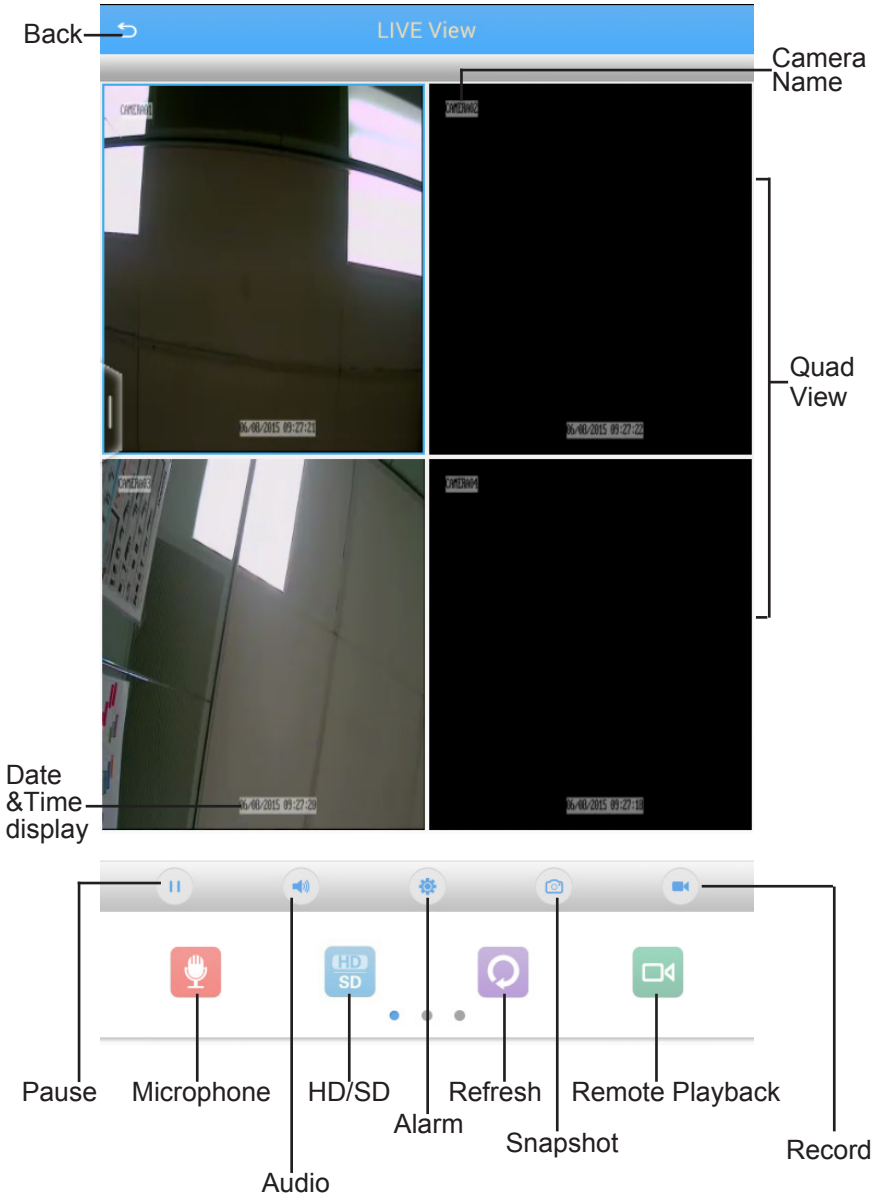 Back
LIVE View
Camera
Name
CAMERA01
CAMERA02
Quad
View
06/08/2015 09:27:21
06/08/2015 09:27:22
CAMERA03
CAMERA04
Date
&Time
display
06/08/2015 09:27:20
06/08/2015 09:27:18
HD
SD
Pause
Microphone
HD/SD
Refresh
Remote Playback
Alarm
Snapshot
Record
Audio